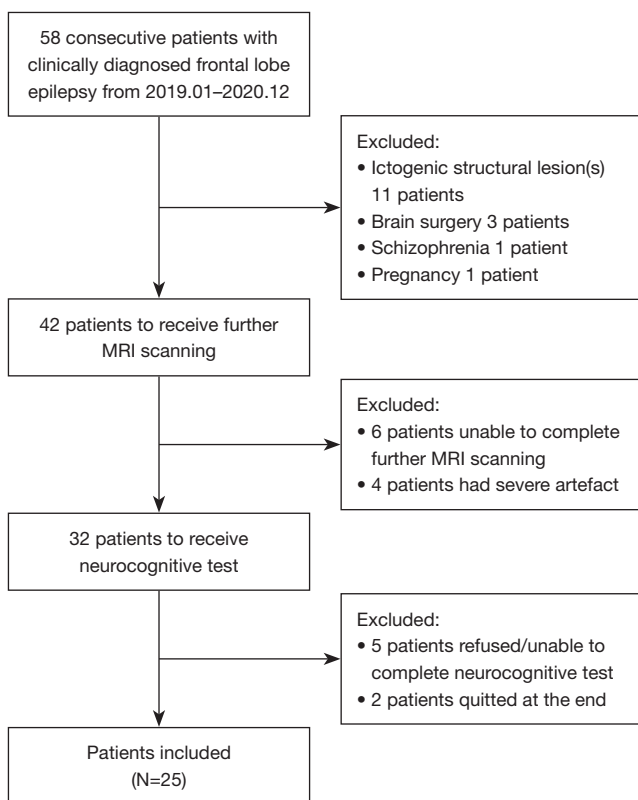 58 consecutive patients with
clinically diagnosed frontal lobe
epilepsy from 2019.01–2020.12
Excluded:
• Ictogenic structural lesion(s)
11 patients
• Brain surgery 3 patients
• Schizophrenia 1 patient
• Pregnancy 1 patient
42 patients to receive further
MRI scanning
Excluded:
• 6 patients unable to complete
further MRI scanning
• 4 patients had severe artefact
32 patients to receive
neurocognitive test
Excluded:
• 5 patients refused/unable to
complete neurocognitive test
• 2 patients quitted at the end
Patients included
(N=25)